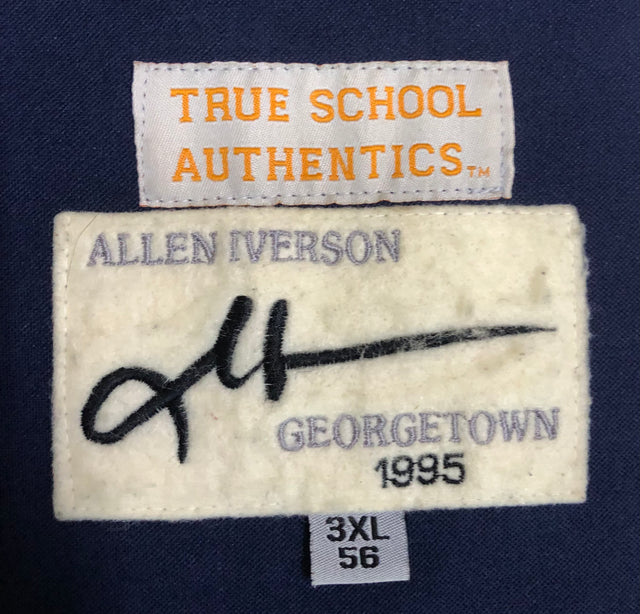 TRUE SCHOOL
AUTHENTICS™
ALLEN IVERSON
GEORGETOWN
1995
3XL
56